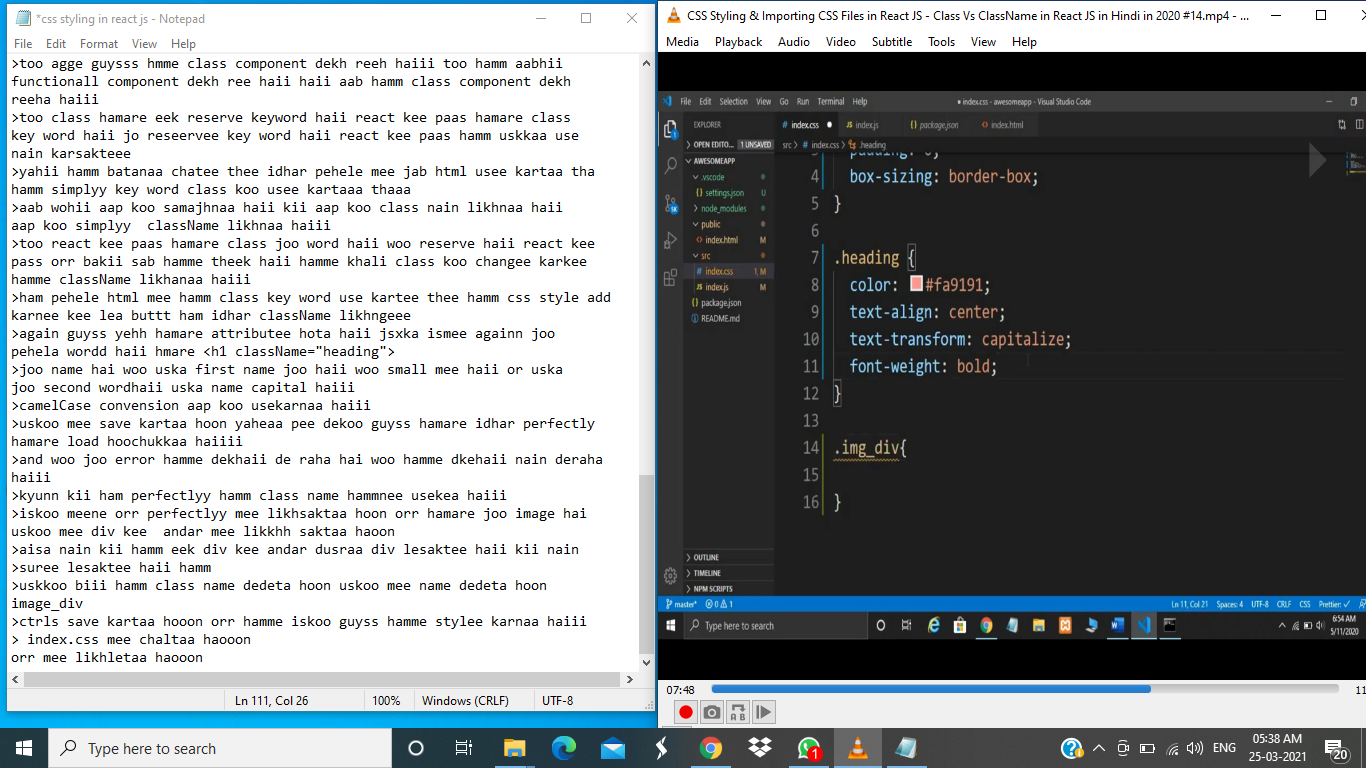 *css styling in react js - Notepad
File Edit Format View Help
>too agge guysss hmme class component dekh reeh haiii too hamm aabhii
functionall component dekh ree haii haii aab hamm class component dekh
reeha haiii
>too class hamare eek reserve keyword haii react kee paas hamare class
key word haii jo reseervee key word haii react kee paas hamm uskkaa use
nain karsakteee
>yahii hamm batanaa chatee thee idhar pehele mee jab html usee kartaa tha
hamm simplyy key word class koo usee kartaaa thaaa
>aab wohii aap koo samajhnaa haii kii aap koo class nain likhnaa haii
aap koo simplyy  className likhnaa haiii
>too react kee paas hamare class joo word haii woo reserve haii react kee
pass orr bakii sab hamme theek haii hamme khali class koo changee karkee
hamme className likhanaa haiii
>ham pehele html mee hamm class key word use kartee thee hamm css style add
karnee kee lea buttt ham idhar className likhngeee
>again guyss yehh hamare attributee hota haii jsxka ismee againn joo
pehela wordd haii hmare <h1 className="heading">
>joo name hai woo uska first name joo haii woo small mee haii or uska
joo second wordhaii uska name capital haiii
>camelCase convension aap koo usekarnaa haiii
>uskoo mee save kartaa hoon yaheaa pee dekoo guyss hamare idhar perfectly
hamare load hoochukkaa haiiii
>and woo joo error hamme dekhaii de raha hai woo hamme dkehaii nain deraha
haiii
>kyunn kii ham perfectlyy hamm class name hammnee usekea haiii
>iskoo meene orr perfectlyy mee likhsaktaa hoon orr hamare joo image hai
uskoo mee div kee  andar mee likkhh saktaa haoon
>aisa nain kii hamm eek div kee andar dusraa div lesaktee haii kii nain
>suree lesaktee haii hamm
>uskkoo biii hamm class name dedeta hoon uskoo mee name dedeta hoon
image_div
>ctrls save kartaa hooon orr hamme iskoo guyss hamme stylee karnaa haiii
> index.css mee chaltaa haooon
orr mee likhletaa haooon
Ln 111, Col 26 100% Windows (CRLF) UTF-8
CSS Styling & Importing CSS Files in React JS - Class Vs ClassName in React JS in Hindi in 2020 #14.mp4 - ...
Media Playback Audio Video Subtitle Tools View Help
File Edit Selection View Go Run Terminal Help ● index.css - awesomeapp - Visual Studio Code
EXPLORER
# index.css ● JS index.js {} package.json <> index.html
> OPEN EDITO... 1 UNSAVED
src > # index.css > .heading
AWESOMEAPP
.vscode
{} settings.json U
> node_modules
public
<> index.html M
src
# index.css 1, M
JS index.js M
{} package.json
README.md
padding: 0;
4 box-sizing: border-box;
5 }
6
7 .heading {
8 color: #fa9191;
9 text-align: center;
10 text-transform: capitalize;
11 font-weight: bold;
12 }
13
14 .img_div{
15
16 }
> OUTLINE
> TIMELINE
> NPM SCRIPTS
master* 0 1 Ln 11, Col 21 Spaces: 4 UTF-8 CRLF CSS Prettier: ✓
Type here to search
6:54 AM
5/11/2020
07:48
11
Type here to search
1
ENG
05:38 AM
25-03-2021
20